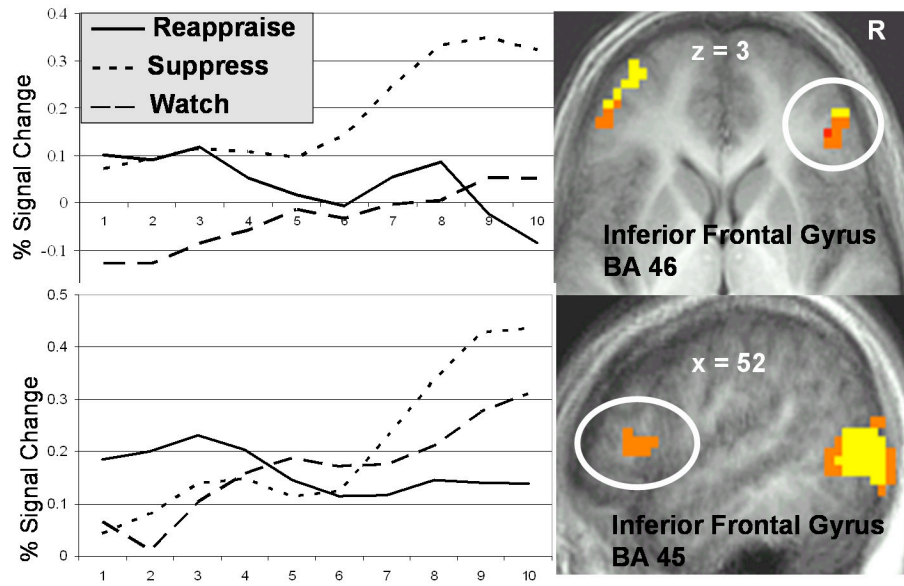 Reappraise
Suppress
Watch
% Signal Change
0.4
0.3
0.2
0.1
0
-0.1
1 2 3 4 5 6 7 8 9 10
R
z = 3
Inferior Frontal Gyrus
BA 46
% Signal Change
0.5
0.4
0.3
0.2
0.1
0
1 2 3 4 5 6 7 8 9 10
x = 52
Inferior Frontal Gyrus
BA 45